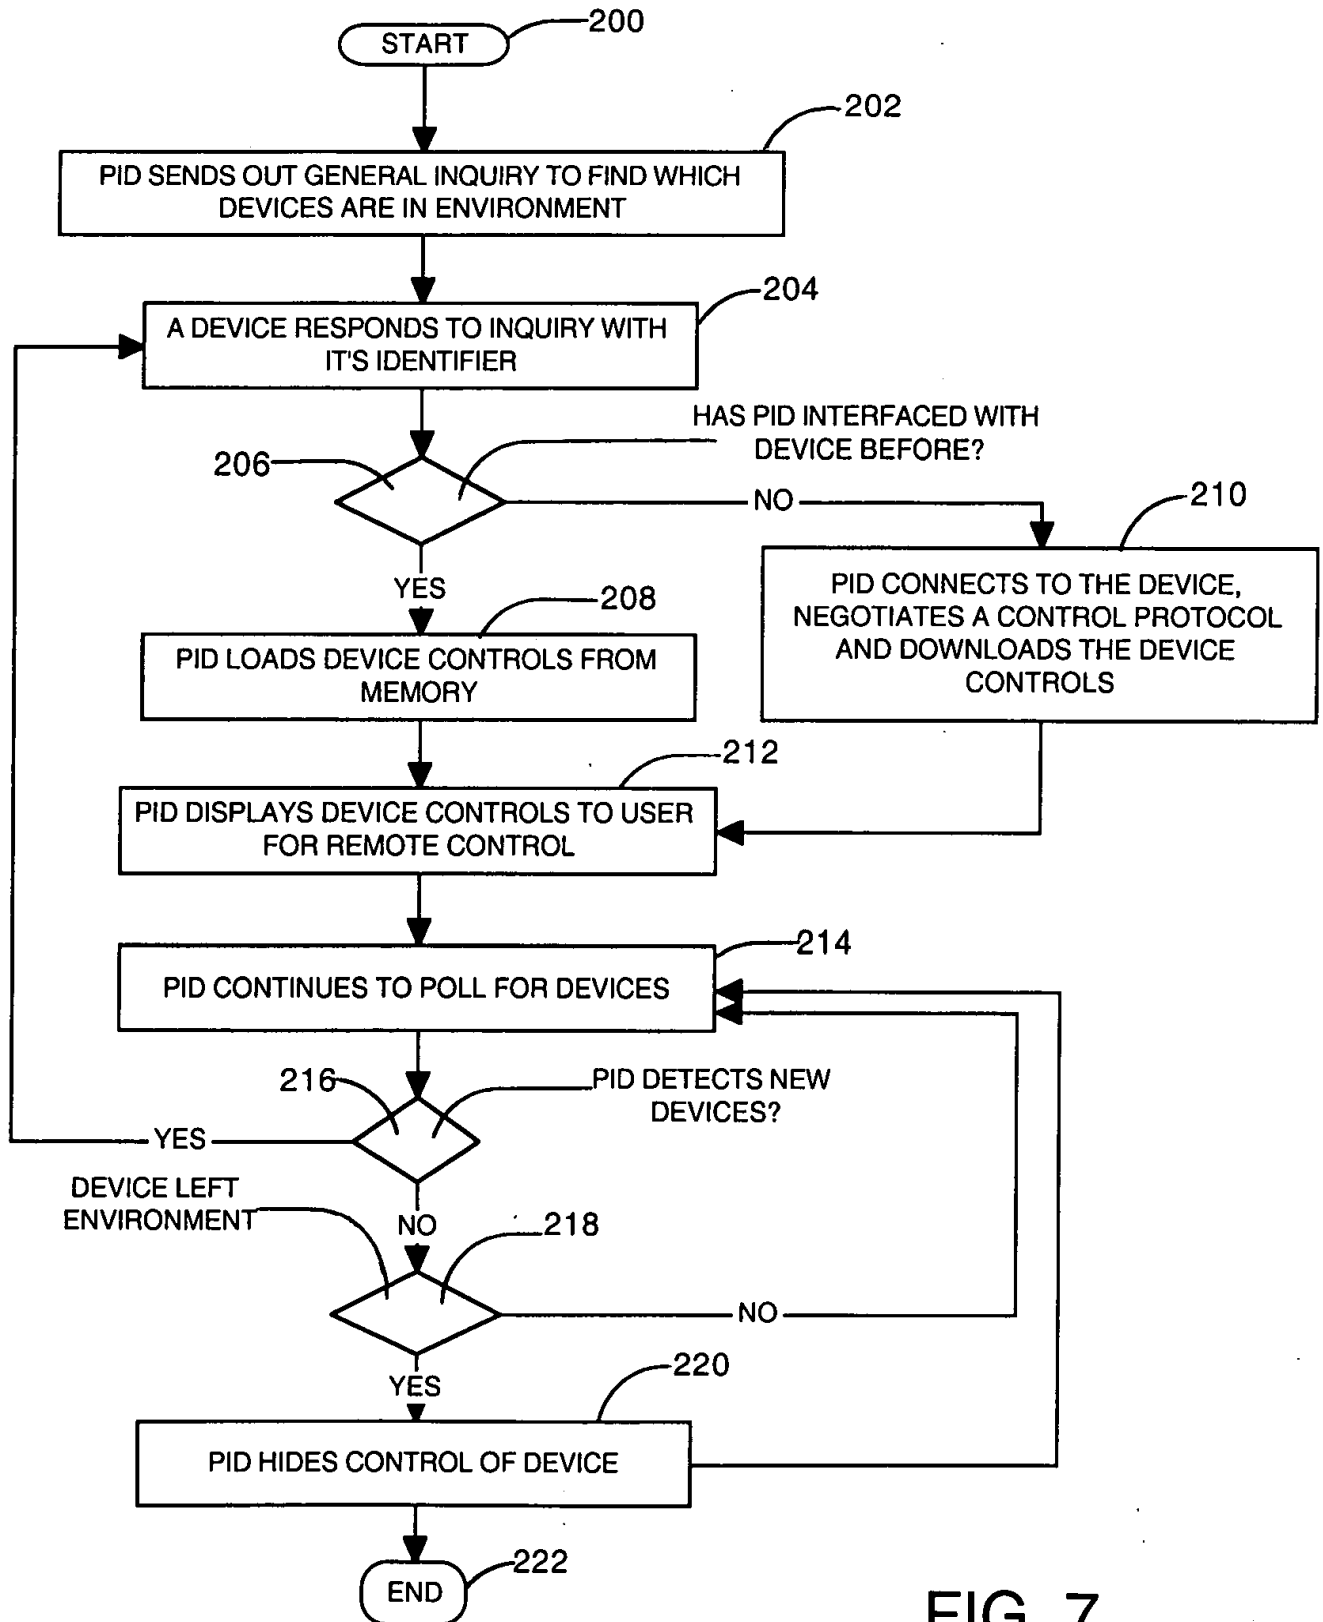 START
200
202
PID SENDS OUT GENERAL INQUIRY TO FIND WHICH
DEVICES ARE IN ENVIRONMENT
204
A DEVICE RESPONDS TO INQUIRY WITH
IT'S IDENTIFIER
HAS PID INTERFACED WITH
DEVICE BEFORE?
206
NO
210
YES
208
PID CONNECTS TO THE DEVICE,
NEGOTIATES A CONTROL PROTOCOL
AND DOWNLOADS THE DEVICE
CONTROLS
PID LOADS DEVICE CONTROLS FROM
MEMORY
212
PID DISPLAYS DEVICE CONTROLS TO USER
FOR REMOTE CONTROL
214
PID CONTINUES TO POLL FOR DEVICES
216
PID DETECTS NEW
DEVICES?
YES
DEVICE LEFT
ENVIRONMENT
NO
218
NO
YES
220
PID HIDES CONTROL OF DEVICE
222
END
FIG. 7